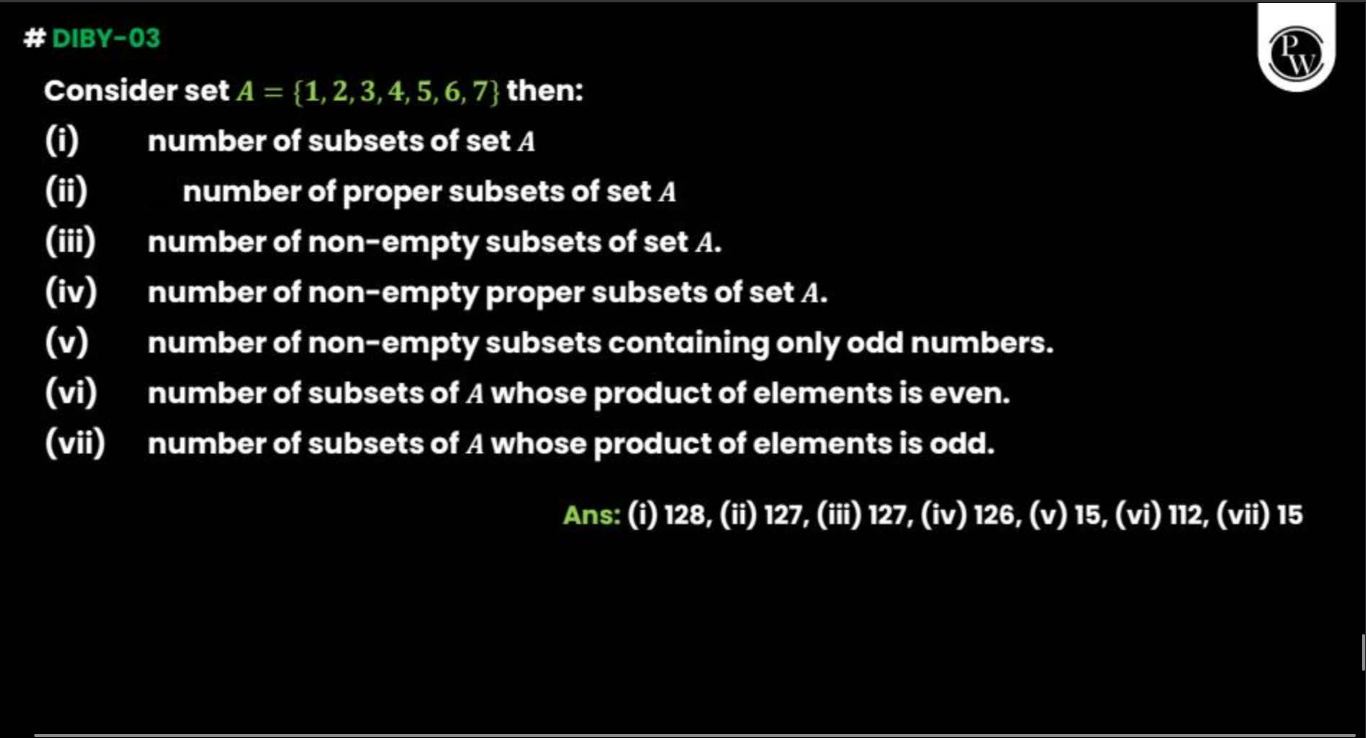 # DIBY-03
PW
Consider set A = {1, 2, 3, 4, 5, 6, 7} then:
(i) number of subsets of set A
(ii) number of proper subsets of set A
(iii) number of non-empty subsets of set A.
(iv) number of non-empty proper subsets of set A.
(v) number of non-empty subsets containing only odd numbers.
(vi) number of subsets of A whose product of elements is even.
(vii) number of subsets of A whose product of elements is odd.
Ans: (i) 128, (ii) 127, (iii) 127, (iv) 126, (v) 15, (vi) 112, (vii) 15